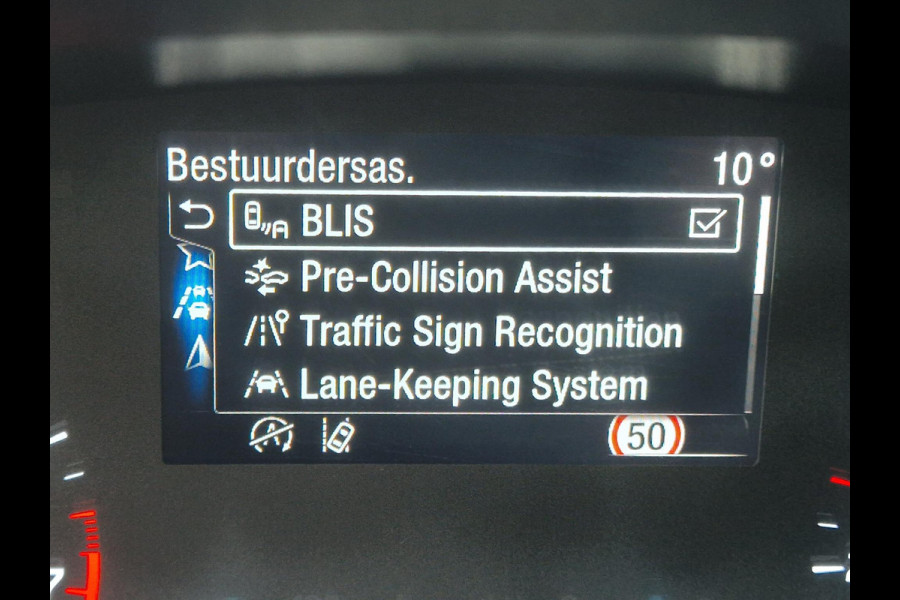 Bestuurdersas. 10°
BLIS
Pre-Collision Assist
Traffic Sign Recognition
Lane-Keeping System
A 50